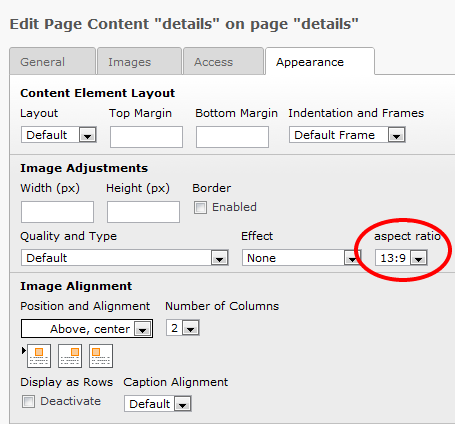 Edit Page Content "details" on page "details"
General Images Access Appearance
Content Element Layout
Layout Top Margin Bottom Margin Indentation and Frames
Default Default Frame
Image Adjustments
Width (px) Height (px) Border
Enabled
Quality and Type Effect aspect ratio
Default None 13:9
Image Alignment
Position and Alignment Number of Columns
Above, center 2
Display as Rows Caption Alignment
Deactivate Default